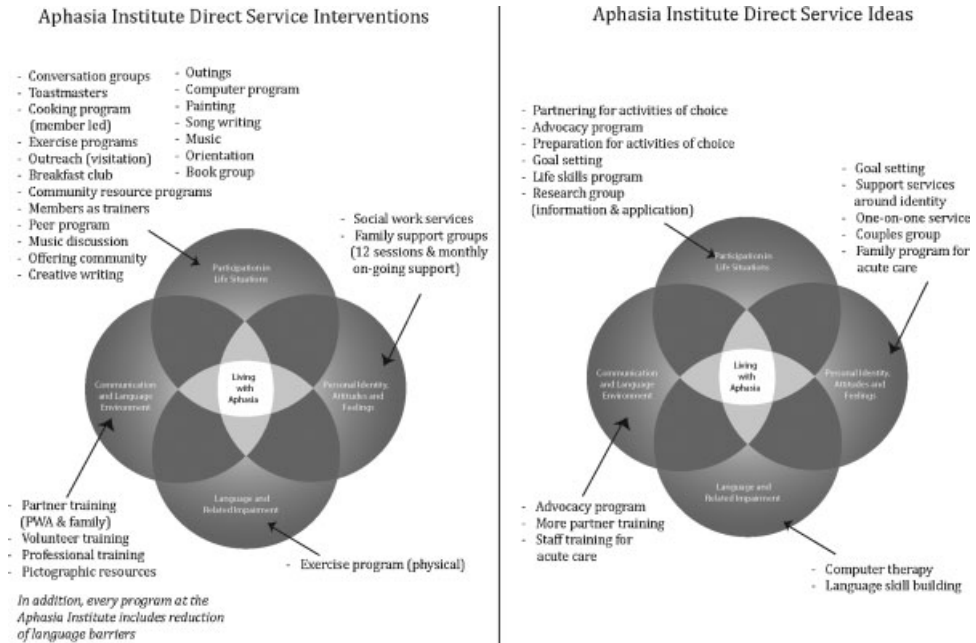 Aphasia Institute Direct Service Interventions
- Conversation groups
- Toastmasters
- Cooking program
(member led)
- Exercise programs
- Outreach (visitation)
- Breakfast club
- Community resource programs
- Members as trainers
- Peer program
- Music discussion
- Offering community
- Creative writing
- Outings
- Computer program
- Painting
- Song writing
- Music
- Orientation
- Book group
- Social work services
- Family support groups
(12 sessions & monthly
on-going support)
Participation in
Life Situations
Communication
and Language
Environment
Living
with
Aphasia
Personal Identity,
Attitudes and
Feelings
Language and
Related Impairment
- Partner training
(PWA & family)
- Volunteer training
- Professional training
- Pictographic resources
- Exercise program (physical)
In addition, every program at the
Aphasia Institute includes reduction
of language barriers
Aphasia Institute Direct Service Ideas
- Partnering for activities of choice
- Advocacy program
- Preparation for activities of choice
- Goal setting
- Life skills program
- Research group
(information & application)
- Goal setting
- Support services
around identity
- One-on-one service
- Couples group
- Family program for
acute care
Participation in
Life Situations
Communication
and Language
Environment
Living
with
Aphasia
Personal Identity,
Attitudes and
Feelings
Language and
Related Impairment
- Advocacy program
- More partner training
- Staff training for
acute care
- Computer therapy
- Language skill building